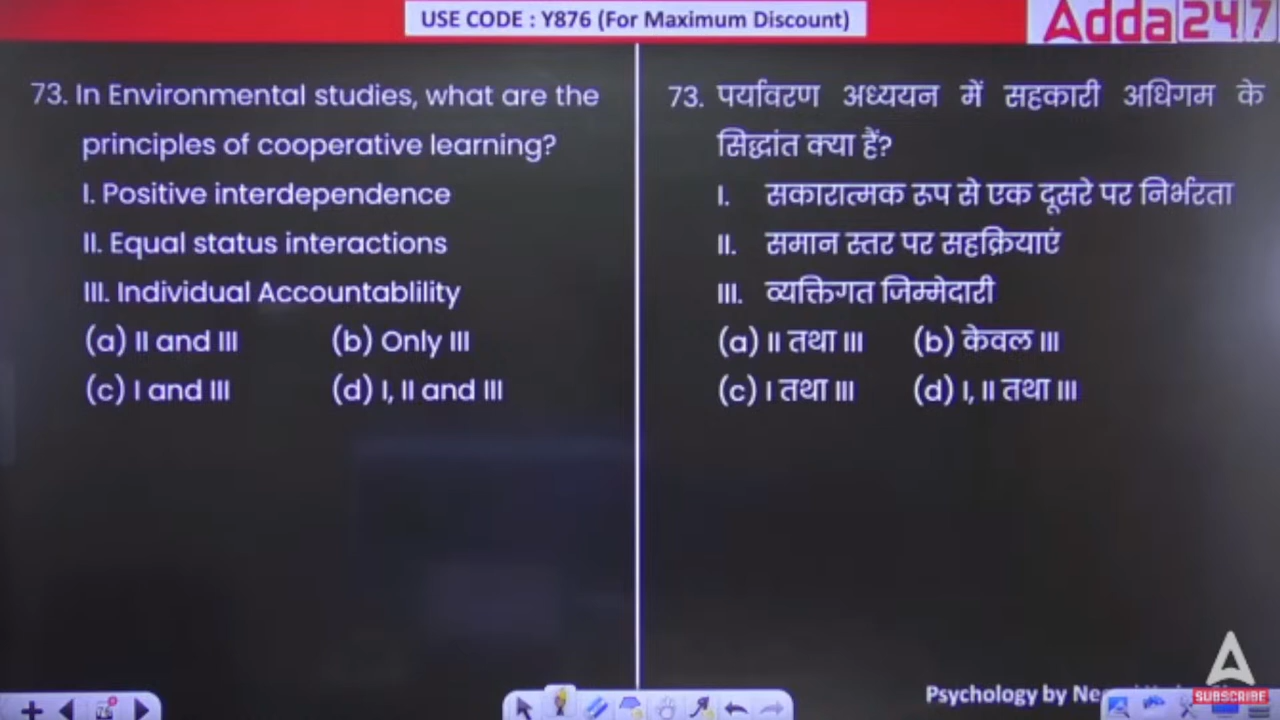 USE CODE : Y876 (For Maximum Discount)
Adda247
73. In Environmental studies, what are the
principles of cooperative learning?
I. Positive interdependence
II. Equal status interactions
III. Individual Accountablility
(a) II and III (b) Only III
(c) I and III (d) I, II and III
73. पर्यावरण अध्ययन में सहकारी अधिगम के
सिद्धांत क्या हैं?
I. सकारात्मक रूप से एक दूसरे पर निर्भरता
II. समान स्तर पर सहक्रियाएं
III. व्यक्तिगत जिम्मेदारी
(a) II तथा III (b) केवल III
(c) I तथा III (d) I, II तथा III
Psychology by
SUBSCRIBE